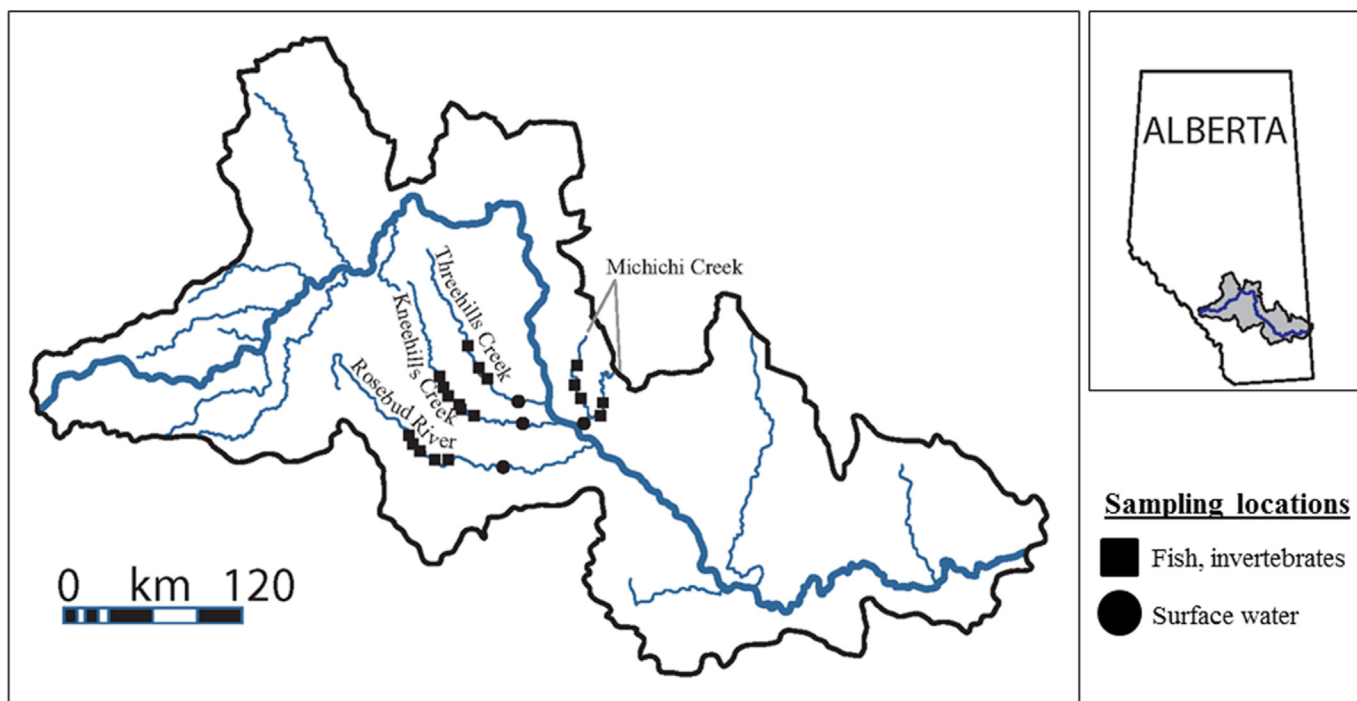 ALBERTA
Michichi Creek
Threehills Creek
Kneehills Creek
Rosebud River
0 km 120
Sampling locations
Fish, invertebrates
Surface water